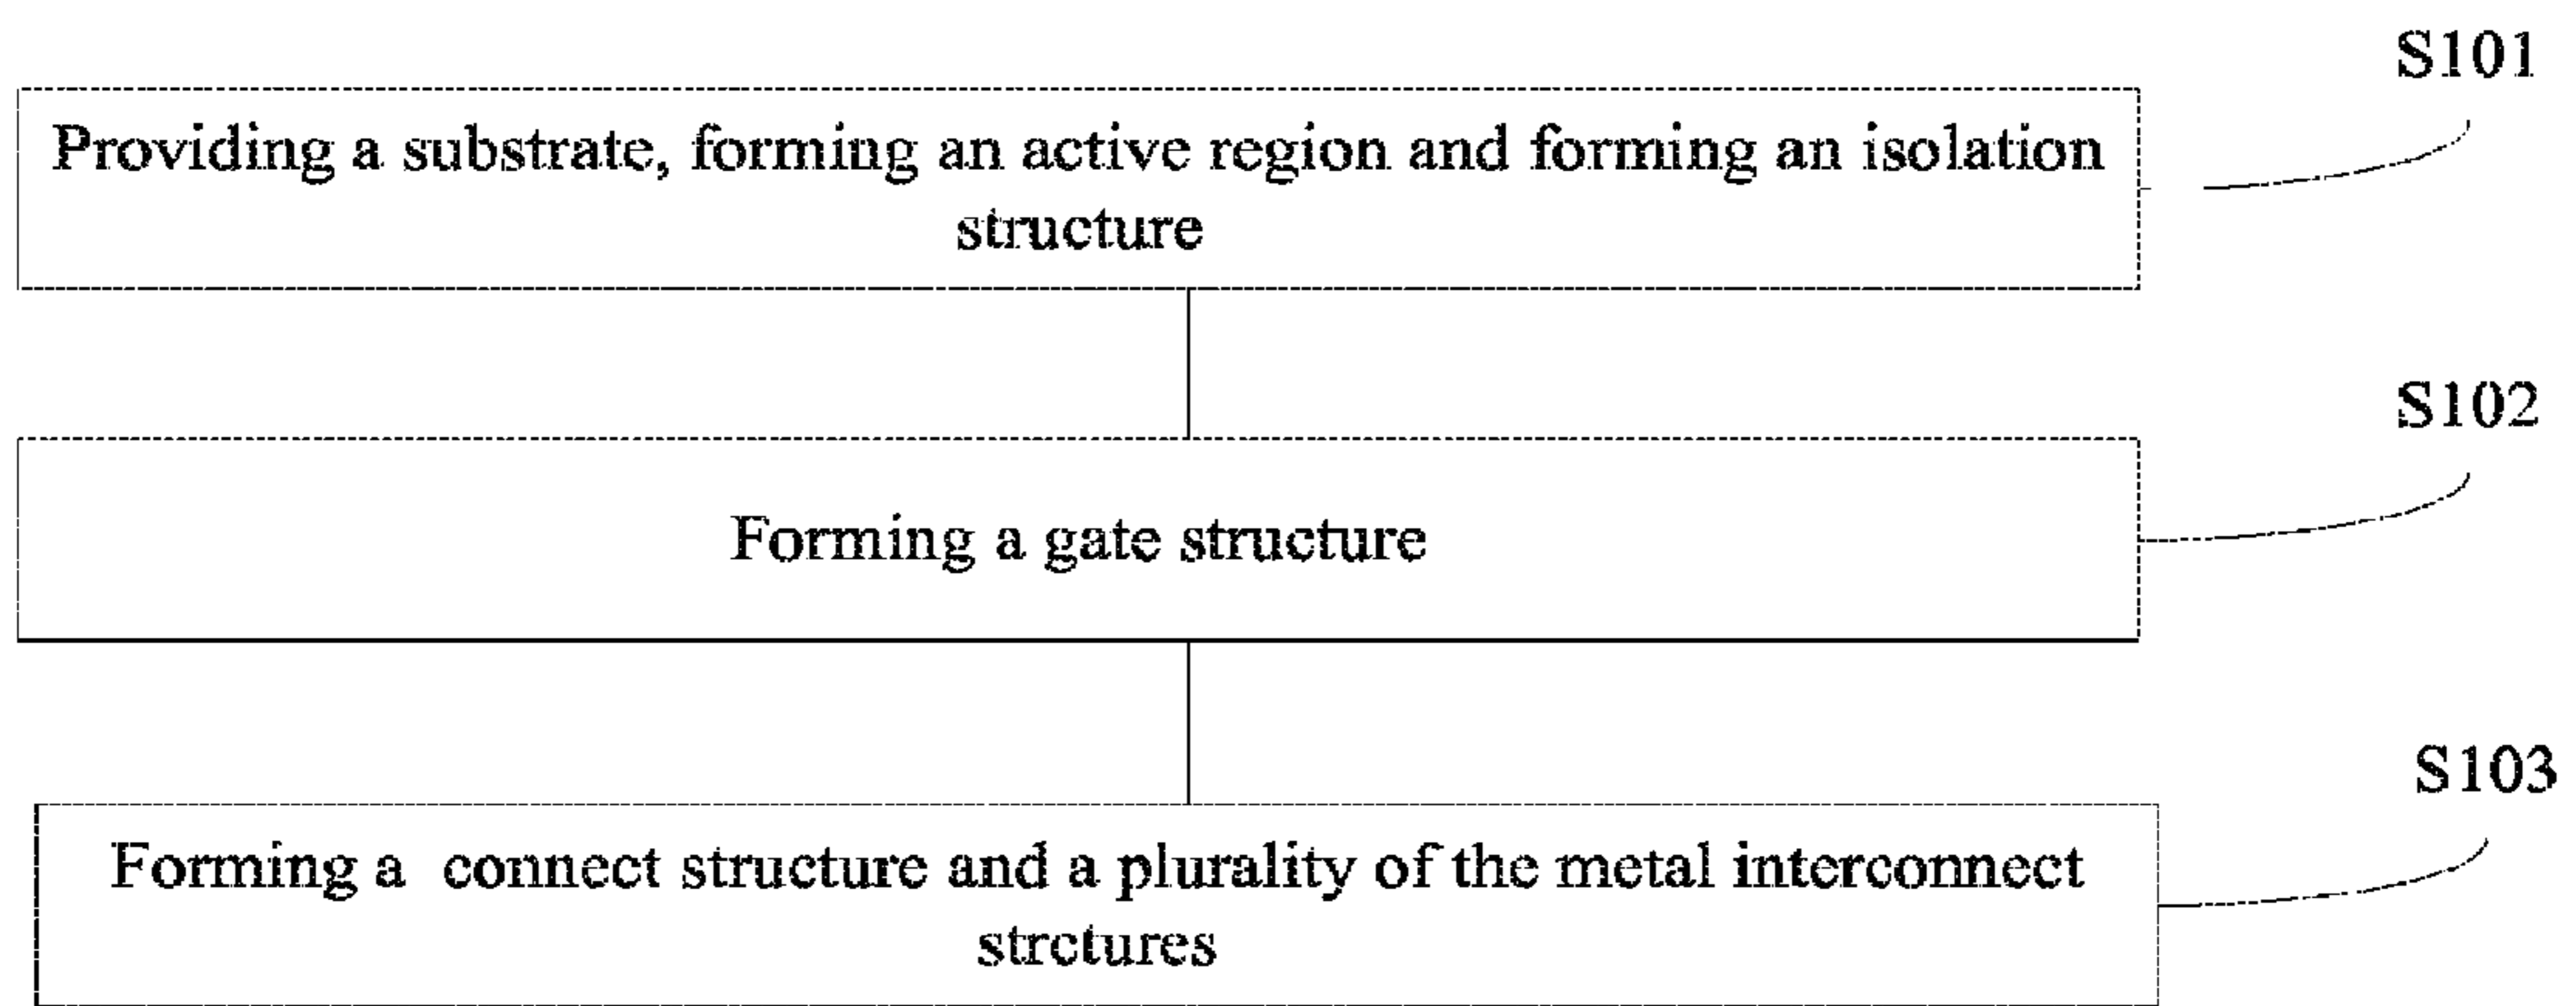 S101
Providing a substrate, forming an active region and forming an isolation
structure
S102
Forming a gate structure
S103
Forming a connect structure and a plurality of the metal interconnect
strctures